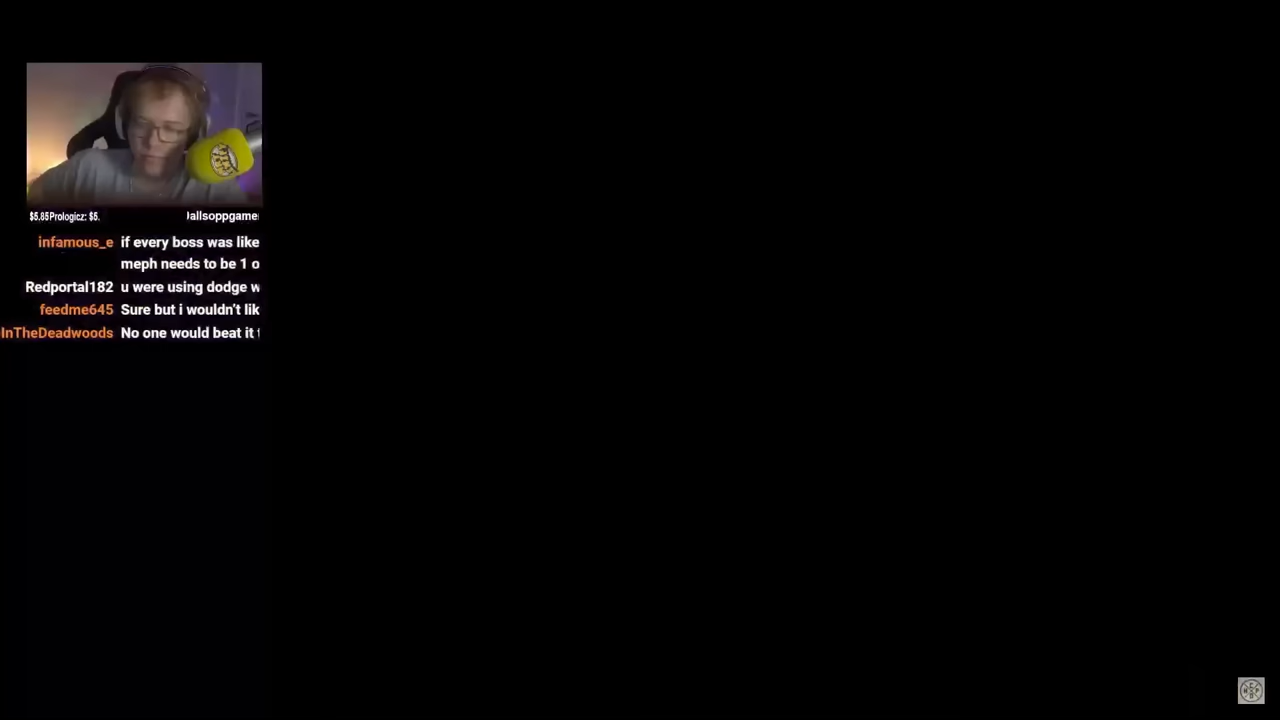 $5.85Prologicz: $5.
!allsoppgame
infamous_e if every boss was like
meph needs to be 1 o
Redportal182 u were using dodge w
feedme645 Sure but i wouldn't lik
InTheDeadwoods No one would beat it t